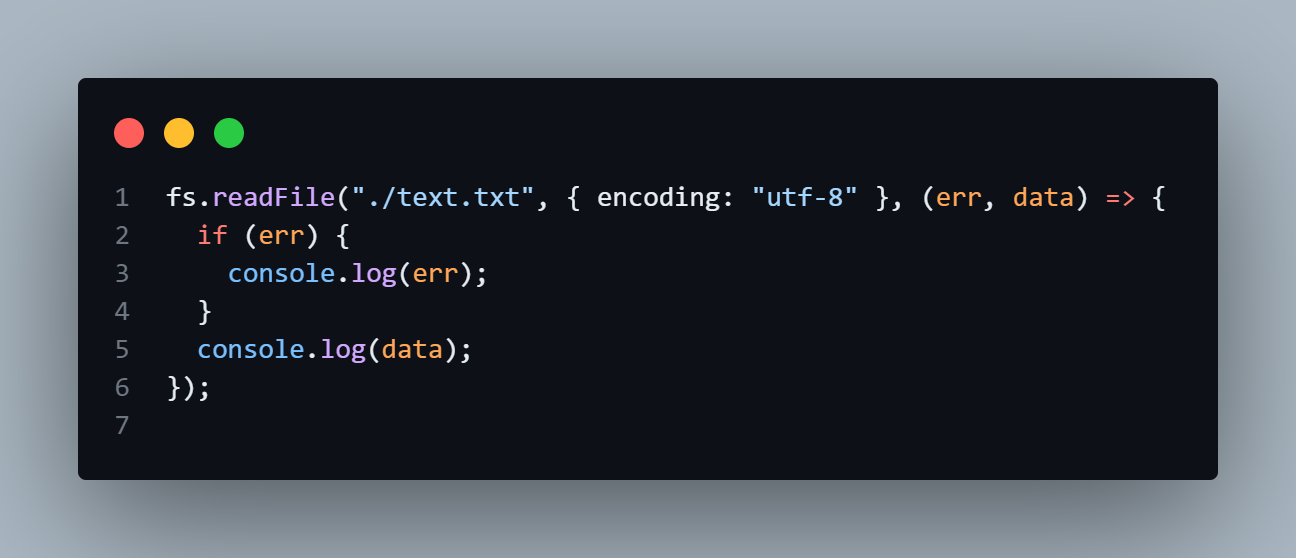 1 fs.readFile("./text.txt", { encoding: "utf-8" }, (err, data) => {
2   if (err) {
3     console.log(err);
4   }
5   console.log(data);
6 });
7